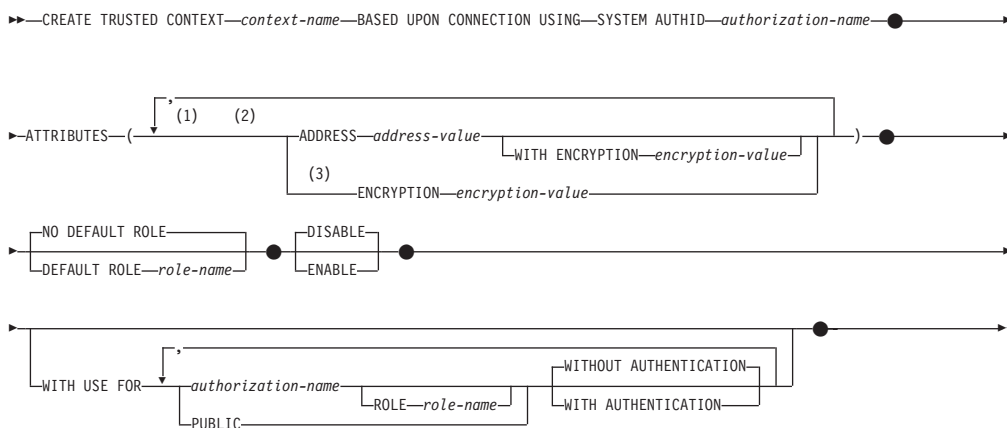 CREATE TRUSTED CONTEXT context-name BASED UPON CONNECTION USING SYSTEM AUTHID authorization-name
,
(1) (2)
ATTRIBUTES ( ADDRESS address-value )
WITH ENCRYPTION encryption-value
(3)
ENCRYPTION encryption-value
NO DEFAULT ROLE DISABLE
DEFAULT ROLE role-name ENABLE
,
WITH USE FOR authorization-name WITHOUT AUTHENTICATION
ROLE role-name WITH AUTHENTICATION
PUBLIC